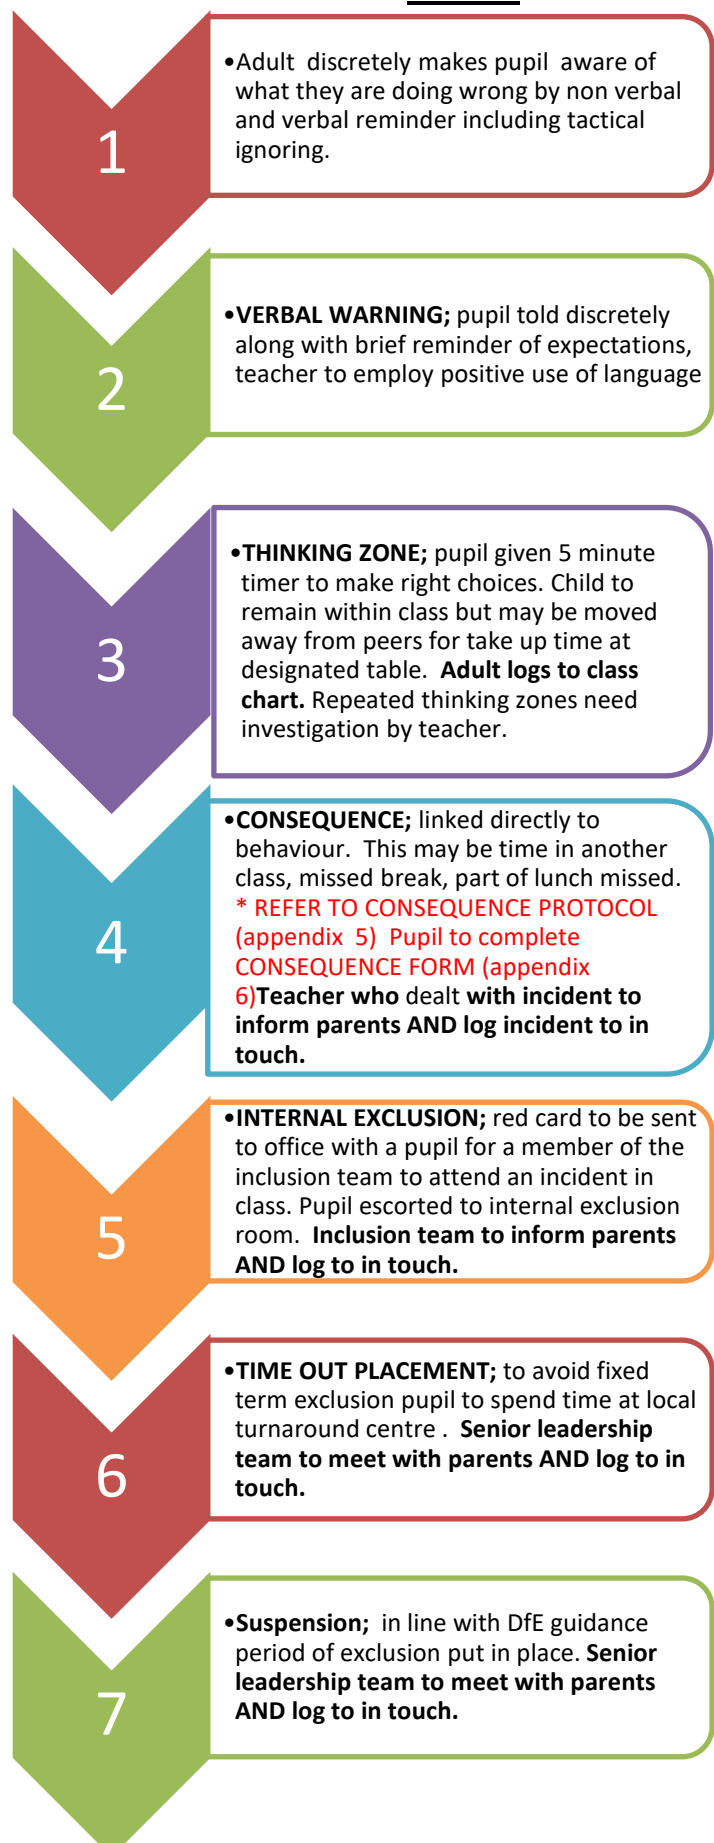 1
•Adult discretely makes pupil aware of
what they are doing wrong by non verbal
and verbal reminder including tactical
ignoring.
2
•VERBAL WARNING; pupil told discretely
along with brief reminder of expectations,
teacher to employ positive use of language
3
•THINKING ZONE; pupil given 5 minute
timer to make right choices. Child to
remain within class but may be moved
away from peers for take up time at
designated table. Adult logs to class
chart. Repeated thinking zones need
investigation by teacher.
4
•CONSEQUENCE; linked directly to
behaviour. This may be time in another
class, missed break, part of lunch missed.
* REFER TO CONSEQUENCE PROTOCOL
(appendix 5) Pupil to complete
CONSEQUENCE FORM (appendix
6)Teacher who dealt with incident to
inform parents AND log incident to in
touch.
5
•INTERNAL EXCLUSION; red card to be sent
to office with a pupil for a member of the
inclusion team to attend an incident in
class. Pupil escorted to internal exclusion
room. Inclusion team to inform parents
AND log to in touch.
6
•TIME OUT PLACEMENT; to avoid fixed
term exclusion pupil to spend time at local
turnaround centre . Senior leadership
team to meet with parents AND log to in
touch.
7
•Suspension; in line with DfE guidance
period of exclusion put in place. Senior
leadership team to meet with parents
AND log to in touch.